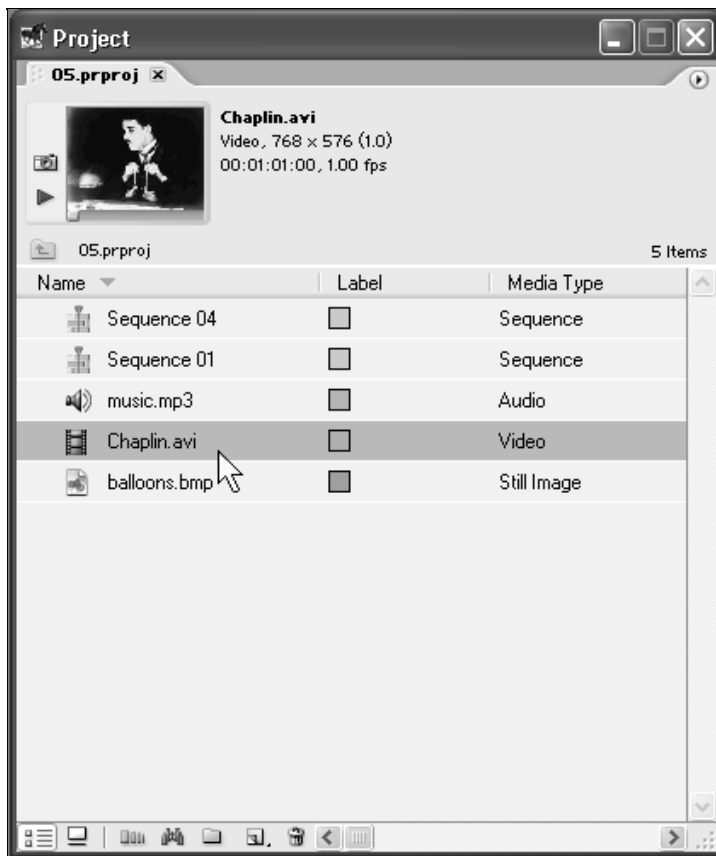 Project
05.prproj
Chaplin.avi
Video, 768 x 576 (1.0)
00:01:01:00, 1.00 fps
05.prproj 5 Items
Name Label Media Type
Sequence 04 Sequence
Sequence 01 Sequence
music.mp3 Audio
Chaplin.avi Video
balloons.bmp Still Image